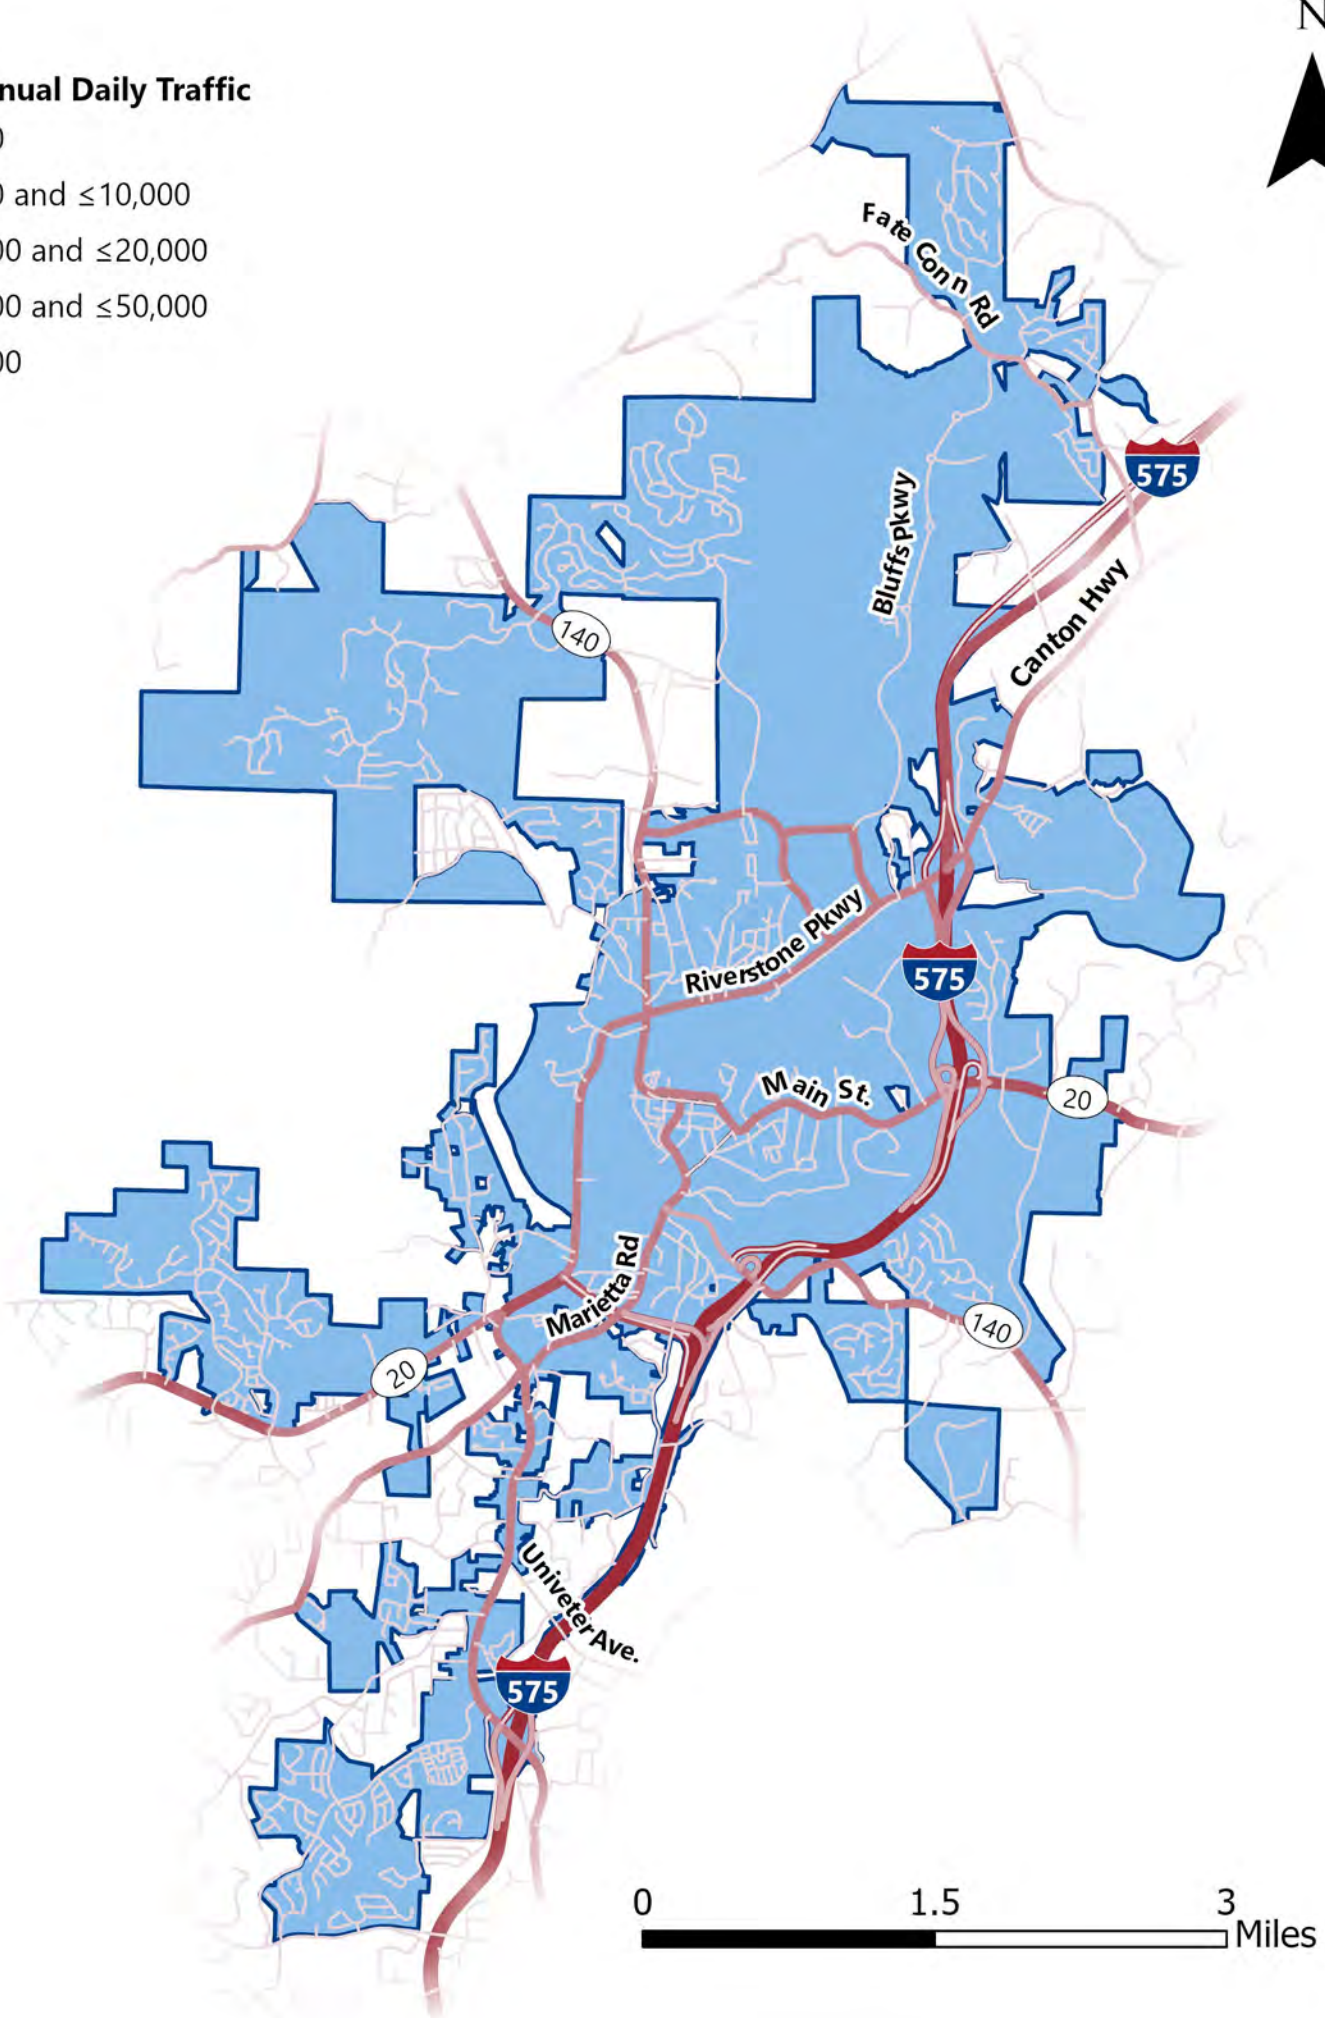 N
nual Daily Traffic
0
0 and ≤10,000
00 and ≤20,000
00 and ≤50,000
00
Fate Conn Rd
575
Bluffs Pkwy
Canton Hwy
140
Riverstone Pkwy
575
Main St.
20
Marietta Rd
140
20
Univeter Ave.
575
0 1.5 3
Miles